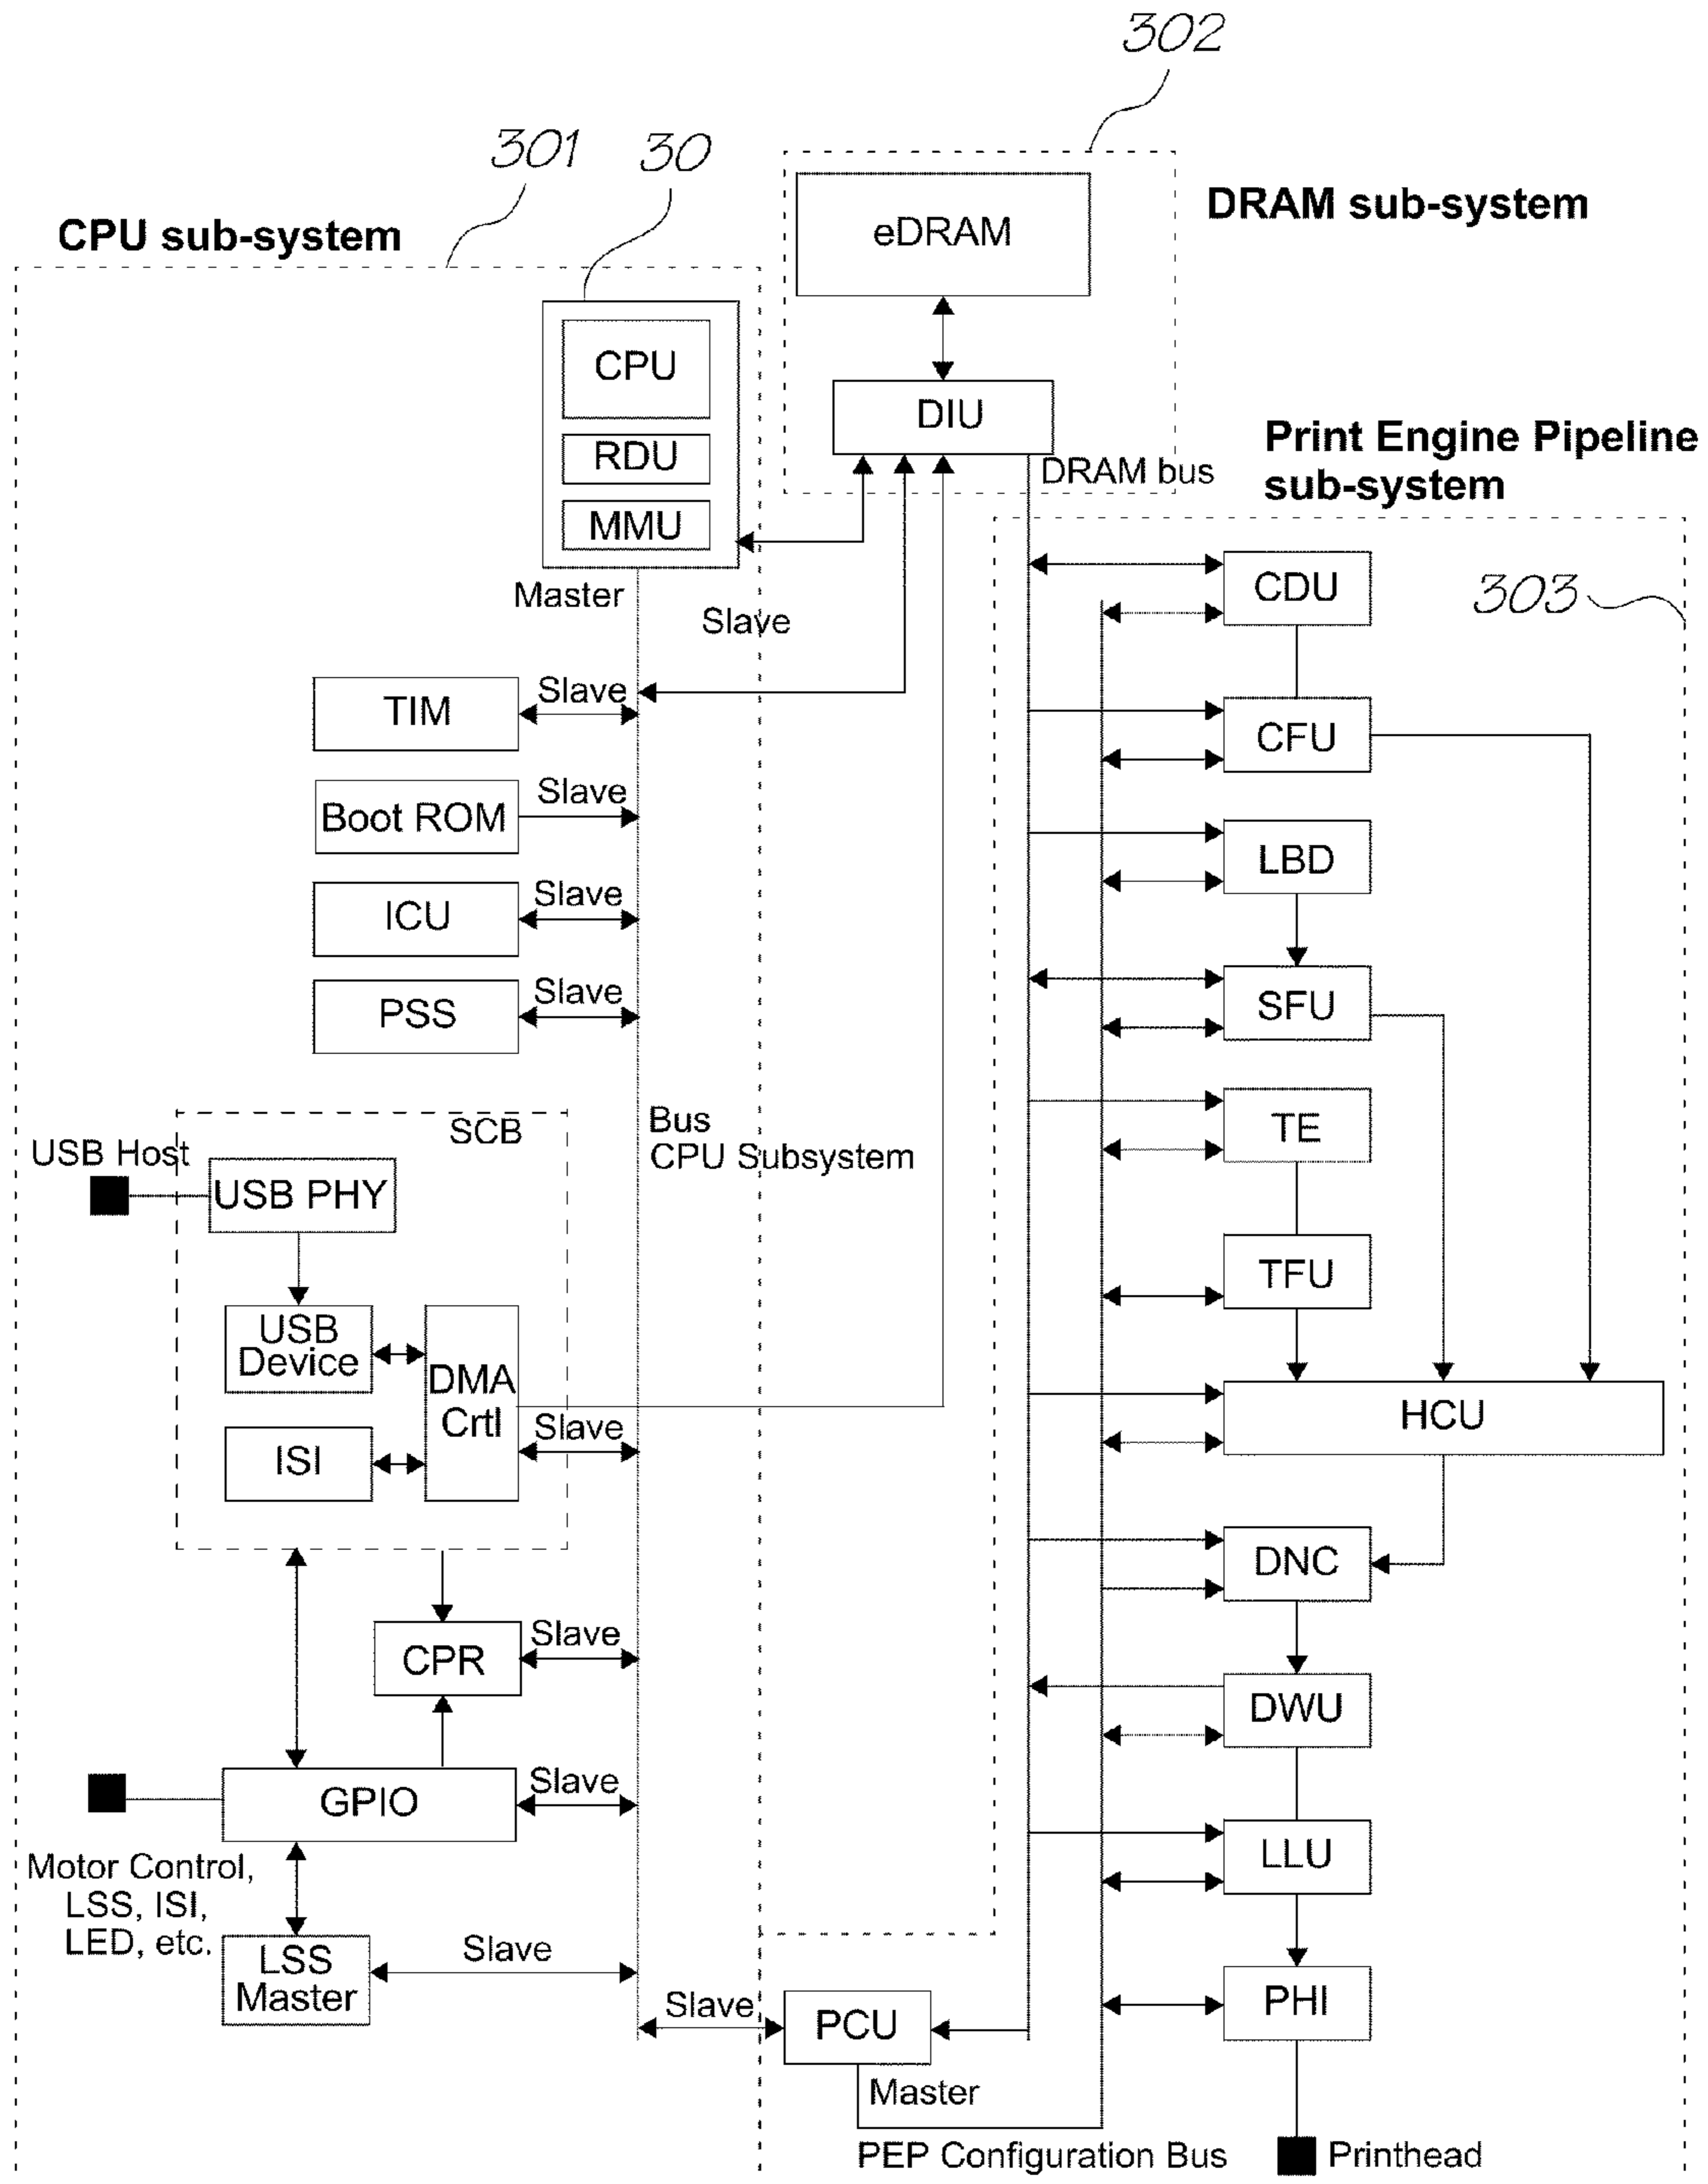 302
301
30
CPU sub-system
DRAM sub-system
eDRAM
CPU
RDU
MMU
DIU
DRAM bus
Print Engine Pipeline
sub-system
303
Master
Slave
TIM
Slave
Boot ROM
Slave
ICU
Slave
PSS
Slave
SCB
Bus
CPU Subsystem
USB Host
USB PHY
USB
Device
DMA
Crtl
Slave
ISI
CPR
Slave
GPIO
Slave
Motor Control,
LSS, ISI,
LED, etc.
LSS
Master
Slave
Slave
PCU
Master
PEP Configuration Bus
CDU
CFU
LBD
SFU
TE
TFU
HCU
DNC
DWU
LLU
PHI
Printhead